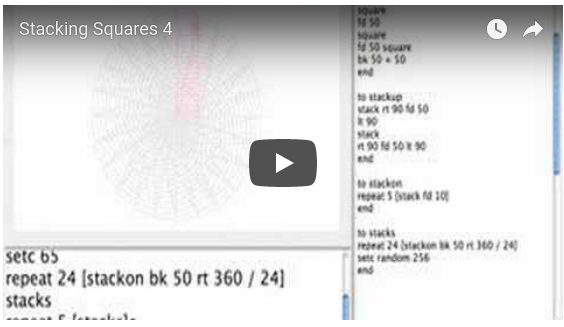 Stacking Squares 4
square
fd 50
square
fd 50 square
bk 50 + 50
end
to stackup
stack rt 90 fd 50
lt 90
stack
rt 90 fd 50 lt 90
end
to stackon
repeat 5 [stack fd 10]
end
to stacks
repeat 24 [stackon bk 50 rt 360 / 24]
setc random 256
end
setc 65
repeat 24 [stackon bk 50 rt 360 / 24]
stacks